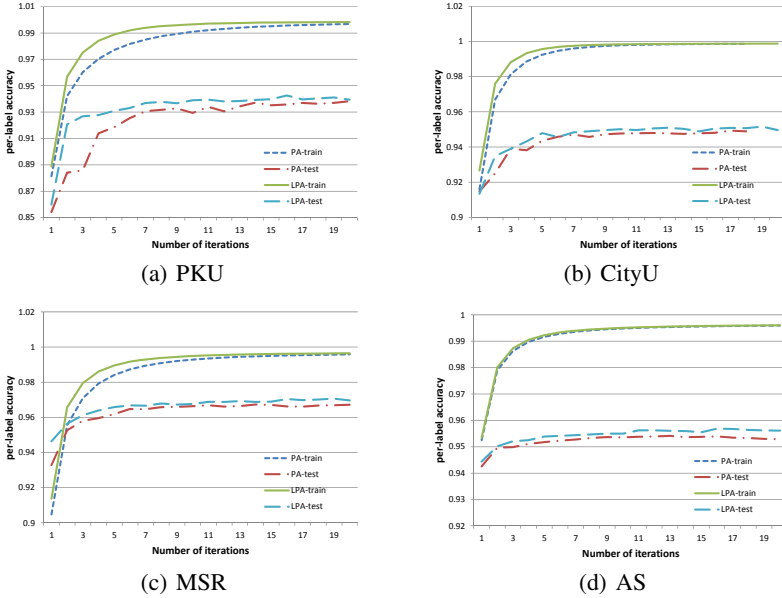 1.01
0.99
0.97
0.95
0.93
0.91
0.89
0.87
0.85
per-label accuracy
PA-train
PA-test
LPA-train
LPA-test
1 3 5 7 9 11 13 15 17 19
Number of iterations
(a) PKU
1.02
1
0.98
0.96
0.94
0.92
0.9
per-label accuracy
PA-train
PA-test
LPA-train
LPA-test
1 3 5 7 9 11 13 15 17 19
Number of iterations
(b) CityU
1.02
1
0.98
0.96
0.94
0.92
0.9
per-label accuracy
PA-train
PA-test
LPA-train
LPA-test
1 3 5 7 9 11 13 15 17 19
Number of iterations
(c) MSR
1
0.99
0.98
0.97
0.96
0.95
0.94
0.93
0.92
per-label accuracy
PA-train
PA-test
LPA-train
LPA-test
1 3 5 7 9 11 13 15 17 19
Number of iterations
(d) AS